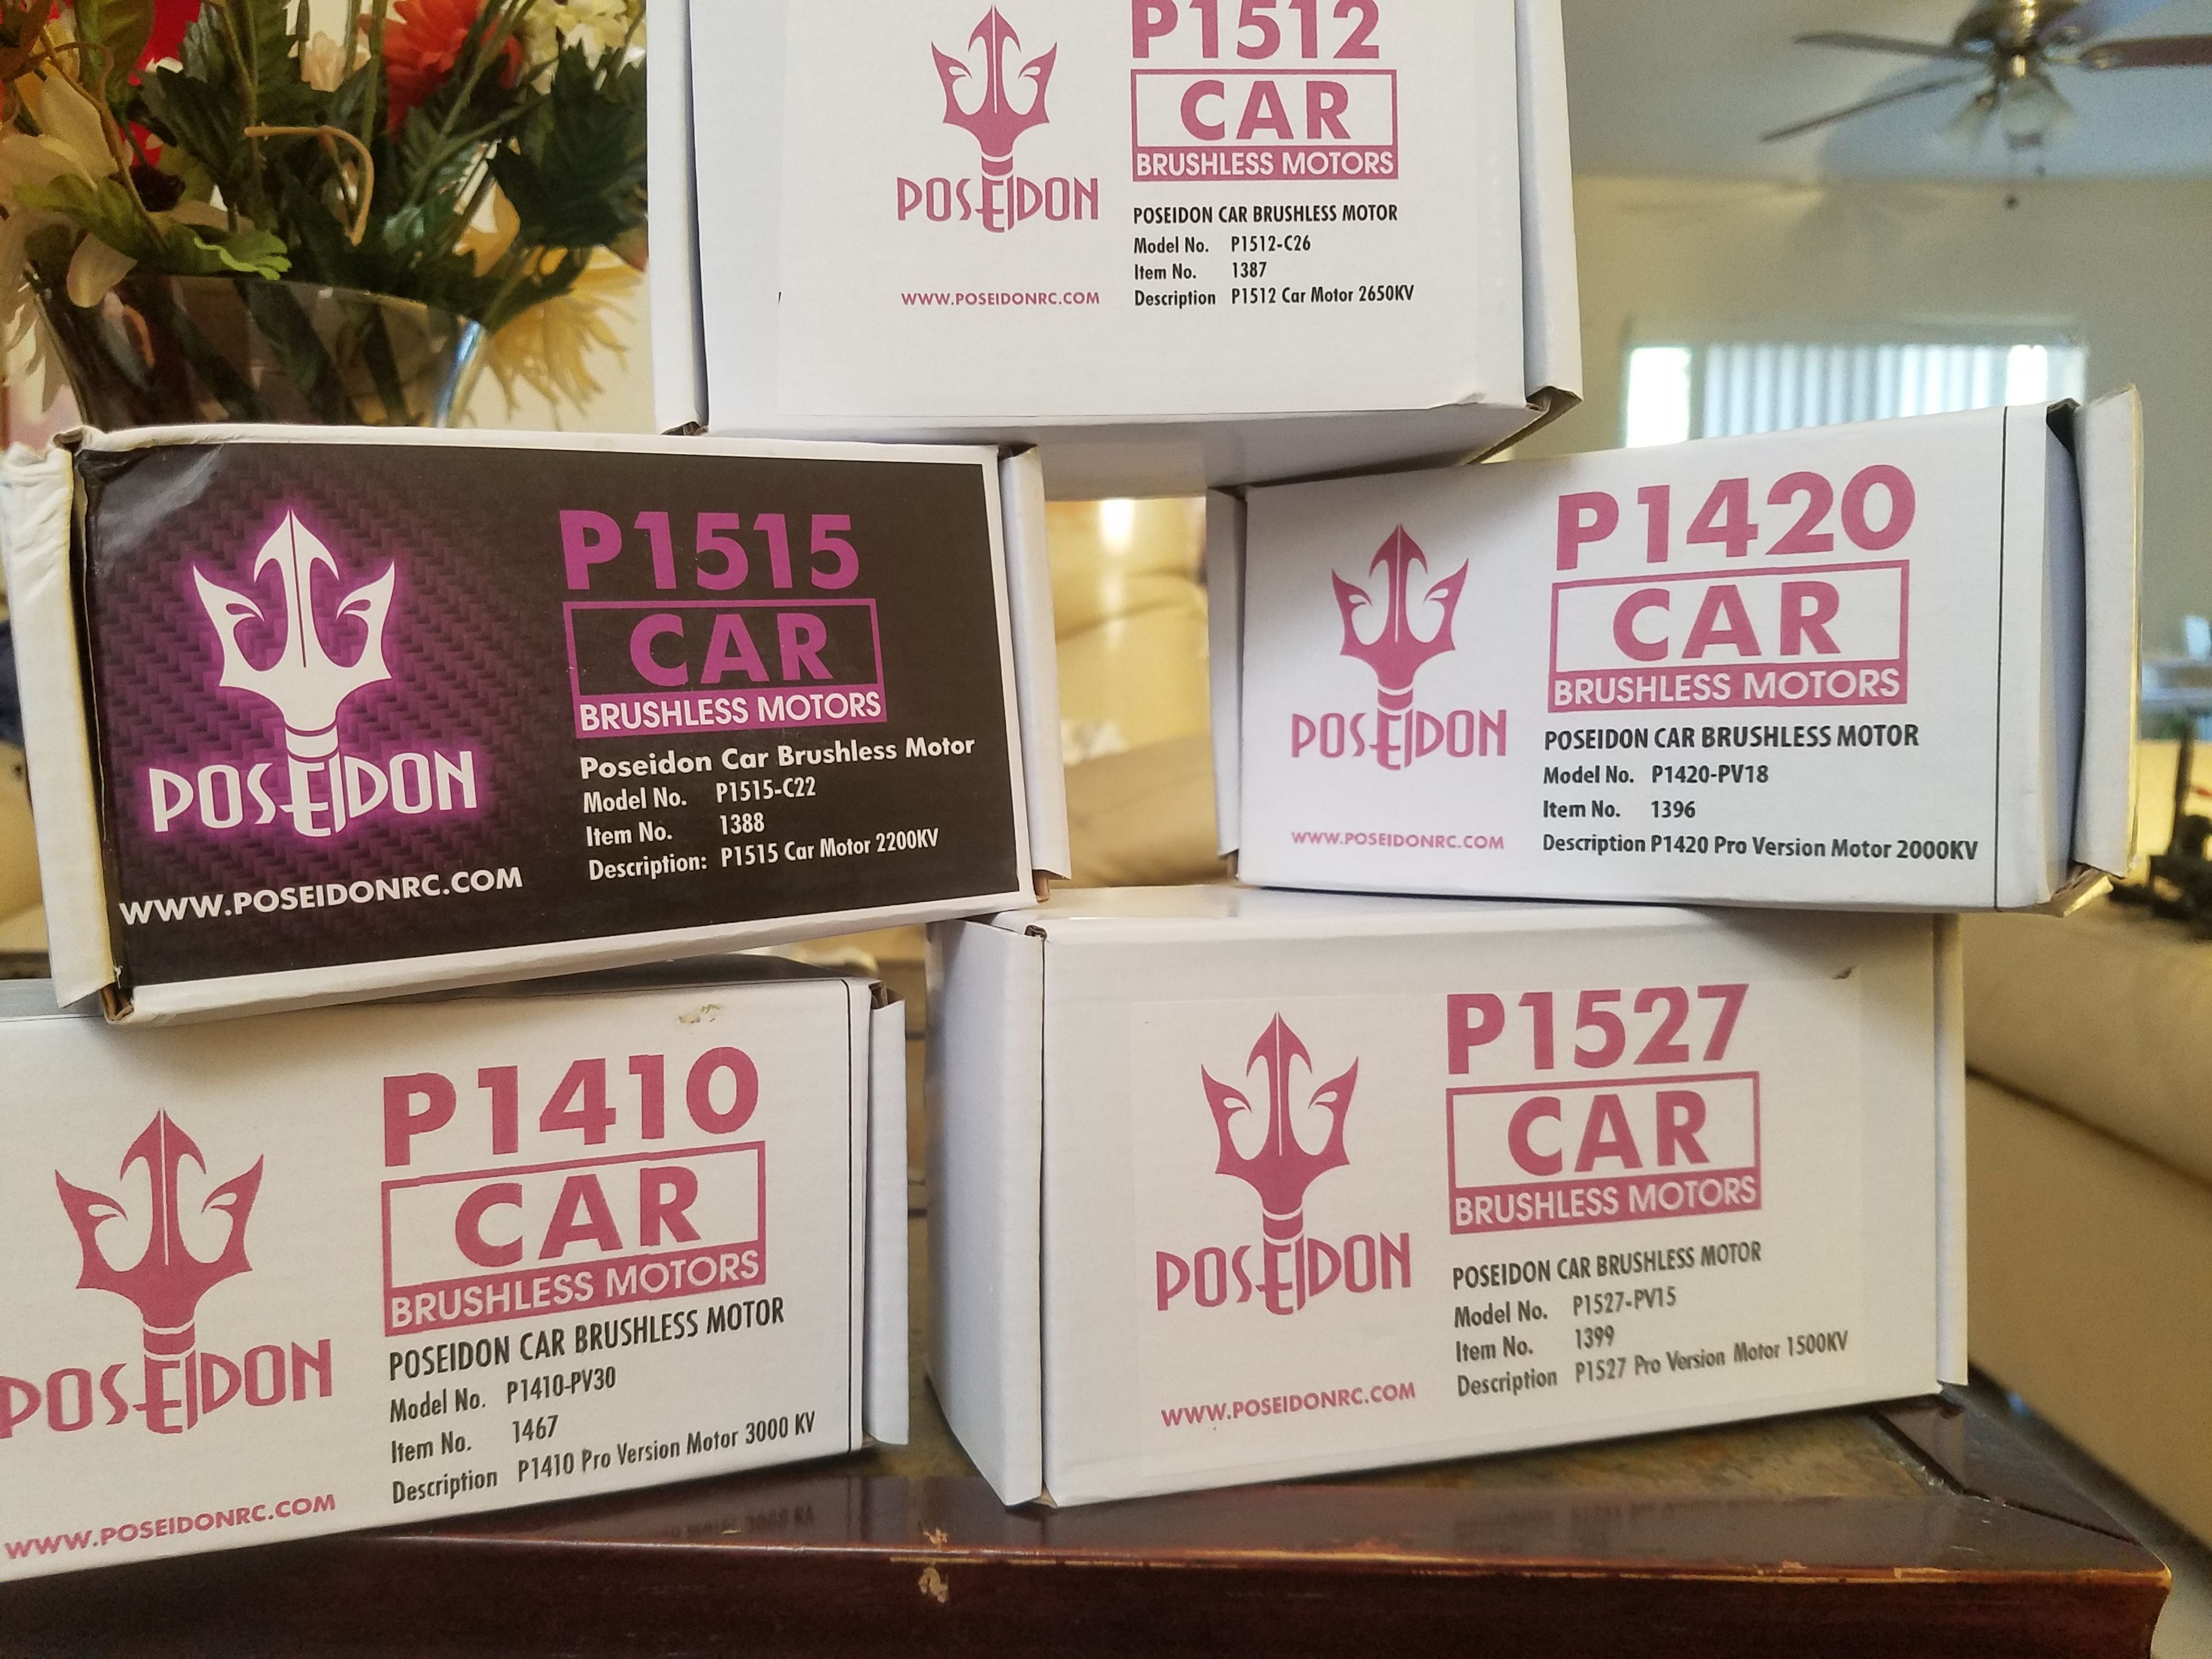 P1512
CAR
BRUSHLESS MOTORS
POSEIDON
POSEIDON CAR BRUSHLESS MOTOR
Model No. P1512-C26
Item No. 1387
WWW.POSEIDONRC.COM
Description P1512 Car Motor 2650KV
P1515
CAR
BRUSHLESS MOTORS
POSEIDON
Poseidon Car Brushless Motor
Model No. P1515-C22
Item No. 1388
Description: P1515 Car Motor 2200KV
WWW.POSEIDONRC.COM
P1420
CAR
BRUSHLESS MOTORS
POSEIDON
POSEIDON CAR BRUSHLESS MOTOR
Model No. P1420-PV18
Item No. 1396
WWW.POSEIDONRC.COM
Description P1420 Pro Version Motor 2000KV
P1410
CAR
BRUSHLESS MOTORS
POSEIDON
POSEIDON CAR BRUSHLESS MOTOR
Model No. P1410-PV30
Item No. 1467
Description P1410 Pro Version Motor 3000 KV
WWW.POSEIDONRC.COM
P1527
CAR
BRUSHLESS MOTORS
POSEIDON
POSEIDON CAR BRUSHLESS MOTOR
Model No. P1527-PV15
Item No. 1399
Description P1527 Pro Version Motor 1500KV
WWW.POSEIDONRC.COM